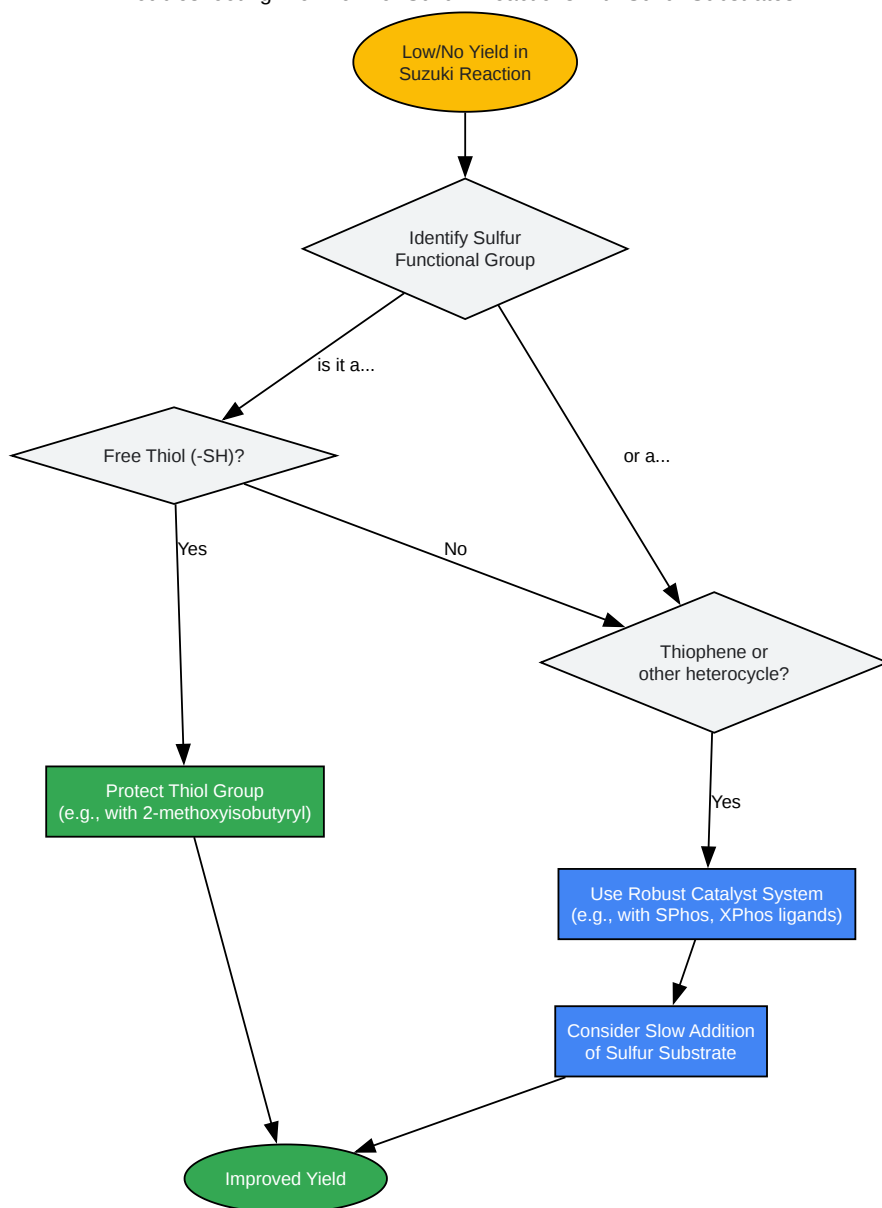 Low/No Yield in
Suzuki Reaction
Identify Sulfur
Functional Group
is it a...
or a...
Free Thiol (-SH)?
Yes
No
Thiophene or
other heterocycle?
Protect Thiol Group
(e.g., with 2-methoxyisobutyryl)
Yes
Use Robust Catalyst System
(e.g., with SPhos, XPhos ligands)
Consider Slow Addition
of Sulfur Substrate
Improved Yield